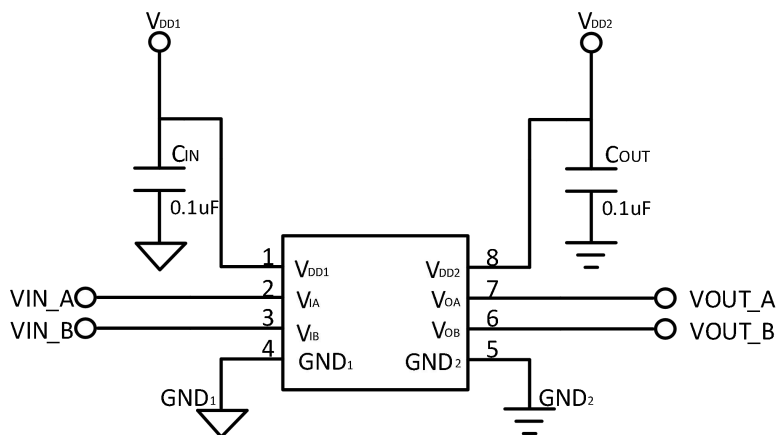 VDD1
VDD2
CIN
COUT
0.1uF
0.1uF
1
8
VDD1
VDD2
VIN_A
2
VIA
VOA
7
VOUT_A
VIN_B
3
VIB
VOB
6
VOUT_B
4
GND1
GND2
5
GND1
GND2